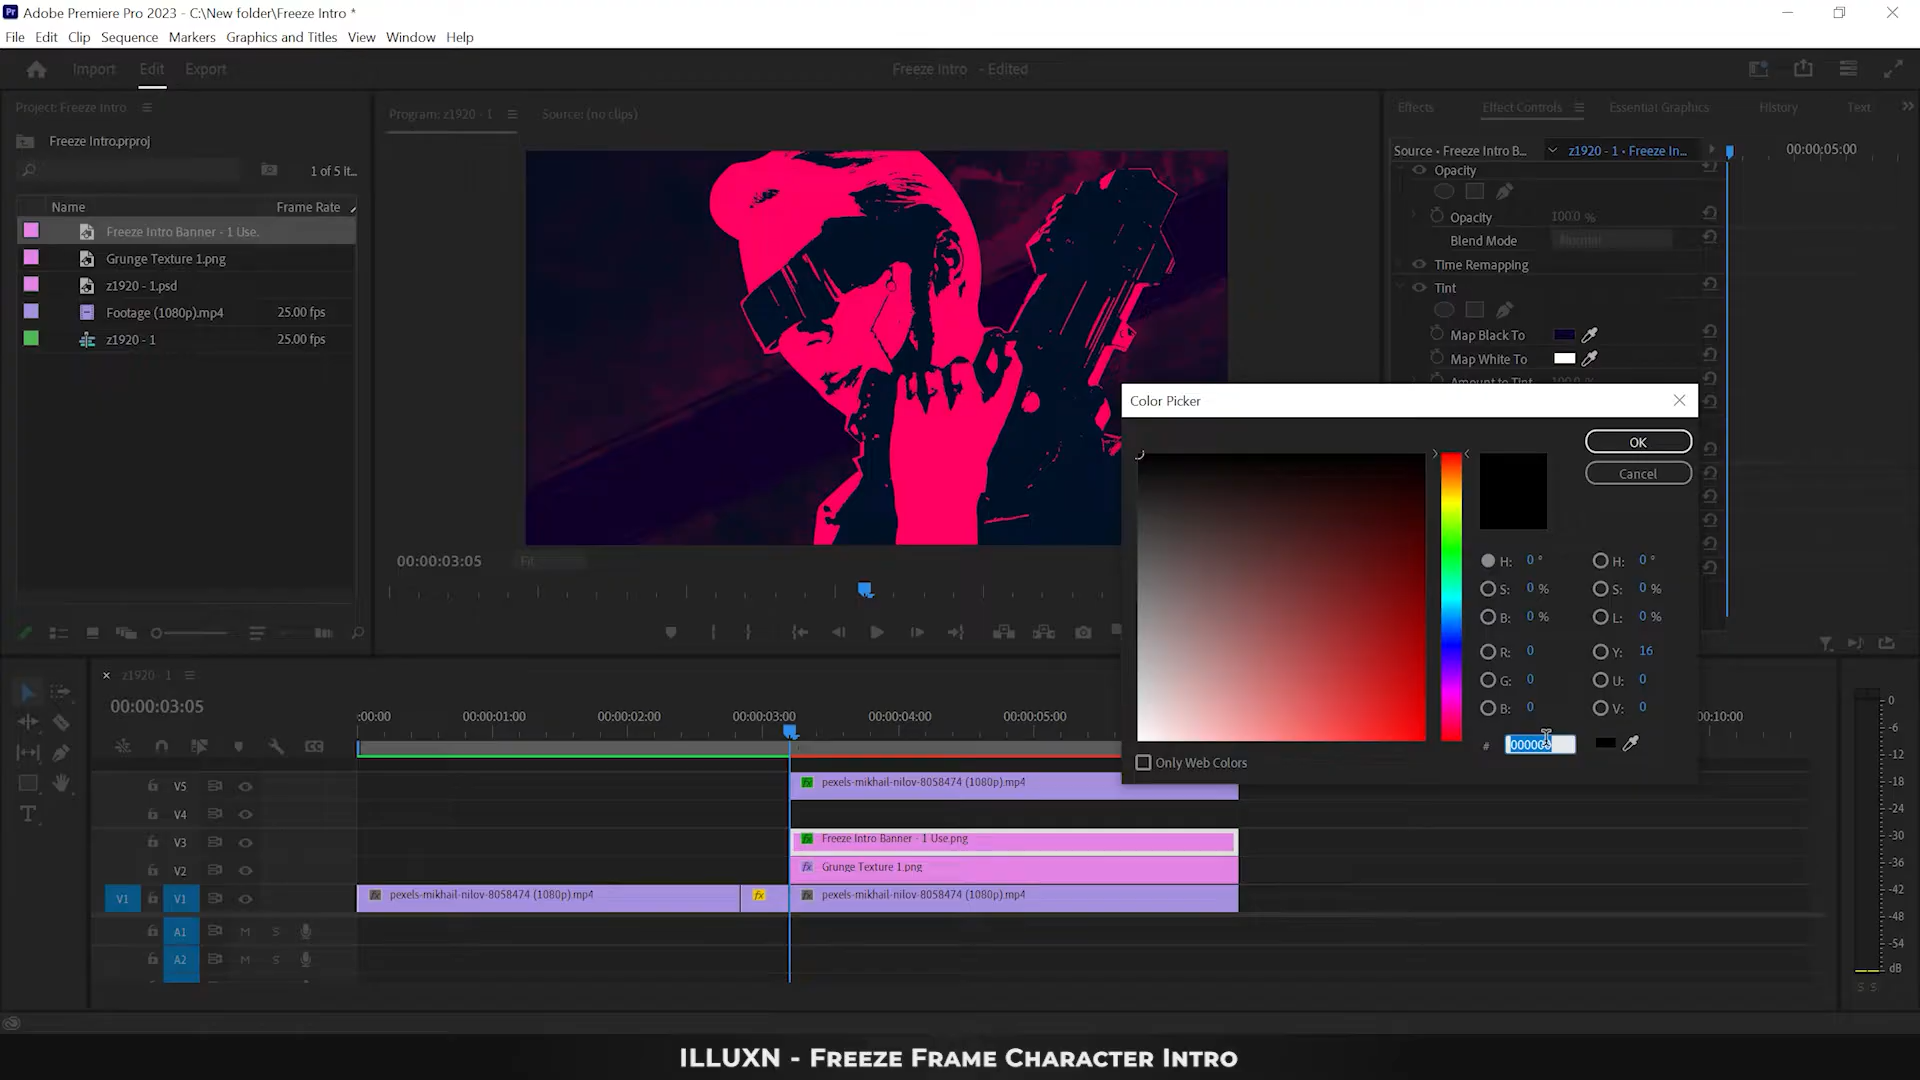 Adobe Premiere Pro 2023 - C:\New folder\Freeze Intro *
File Edit Clip Sequence Markers Graphics and Titles View Window Help
Import Edit Export
Freeze Intro - Edited
Project: Freeze Intro
Freeze Intro.prproj
1 of 5 it...
Name Frame Rate
Freeze Intro Banner - 1 Use.
Grunge Texture 1.png
z1920 - 1.psd
Footage (1080p).mp4 25.00 fps
z1920 - 1 25.00 fps
Program: z1920 - 1 Source: (no clips)
00:00:03:05 Fit
Effects Effect Controls Essential Graphics History Text
Source • Freeze Intro B... z1920 - 1 • Freeze In... 00:00:05:00
Opacity
Opacity 100.0 %
Blend Mode Normal
Time Remapping
Tint
Map Black To
Map White To
Amount to Tint 100.0 %
Color Picker
OK
Cancel
H: 0 ° H: 0 °
S: 0 % S: 0 %
B: 0 % L: 0 %
R: 0 Y: 16
G: 0 U: 0
B: 0 V: 0
# 000000
Only Web Colors
z1920 - 1
00:00:03:05
:00:00 00:00:01:00 00:00:02:00 00:00:03:00 00:00:04:00 00:00:05:00 00:10:00
V5 pexels-mikhail-nilov-8058474 (1080p).mp4
V4
V3 Freeze Intro Banner - 1 Use.png
V2 Grunge Texture 1.png
V1 V1 pexels-mikhail-nilov-8058474 (1080p).mp4 fx pexels-mikhail-nilov-8058474 (1080p).mp4
A1 M S
A2 M S
0
-6
-12
-18
-24
-30
-36
-42
-48
-54
dB
S S
ILLUXN - Freeze Frame Character Intro